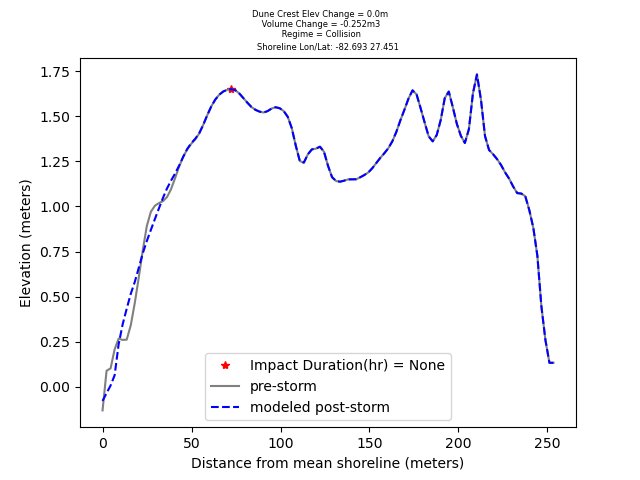 Dune Crest Elev Change = 0.0m
Volume Change = -0.252m3
Regime = Collision
Shoreline Lon/Lat: -82.693 27.451
1.75
1.50
1.25
1.00
0.75
0.50
0.25
0.00
Elevation (meters)
Impact Duration(hr) = None
pre-storm
modeled post-storm
0 50 100 150 200 250
Distance from mean shoreline (meters)